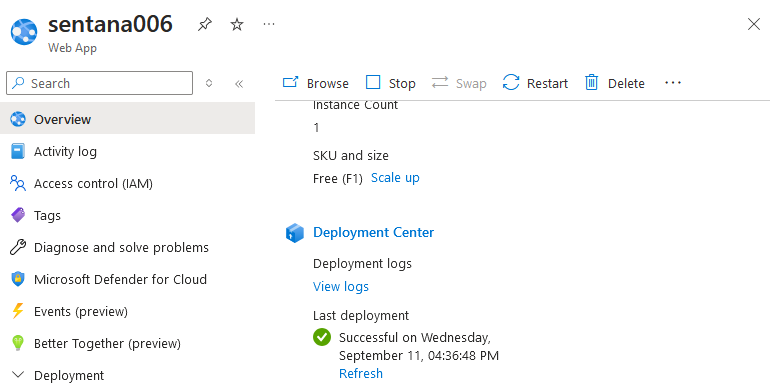 sentana006
Web App
Search
Overview
Activity log
Access control (IAM)
Tags
Diagnose and solve problems
Microsoft Defender for Cloud
Events (preview)
Better Together (preview)
Deployment
Browse
Stop
Swap
Restart
Delete
Instance Count
1
SKU and size
Free (F1) Scale up
Deployment Center
Deployment logs
View logs
Last deployment
Successful on Wednesday,
September 11, 04:36:48 PM
Refresh